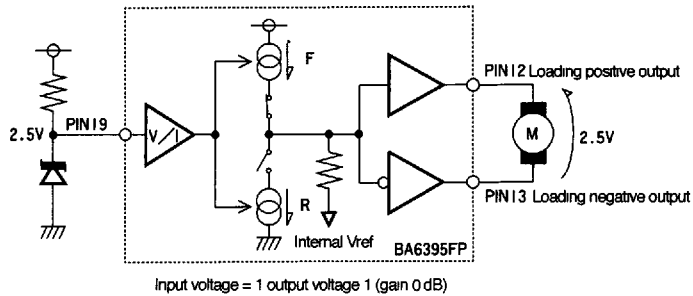 F
PIN12 Loading positive output
2.5V
PIN19
V/I
M
2.5V
R
Internal Vref
PIN13 Loading negative output
BA6395FP
Input voltage = 1 output voltage 1 (gain 0 dB)